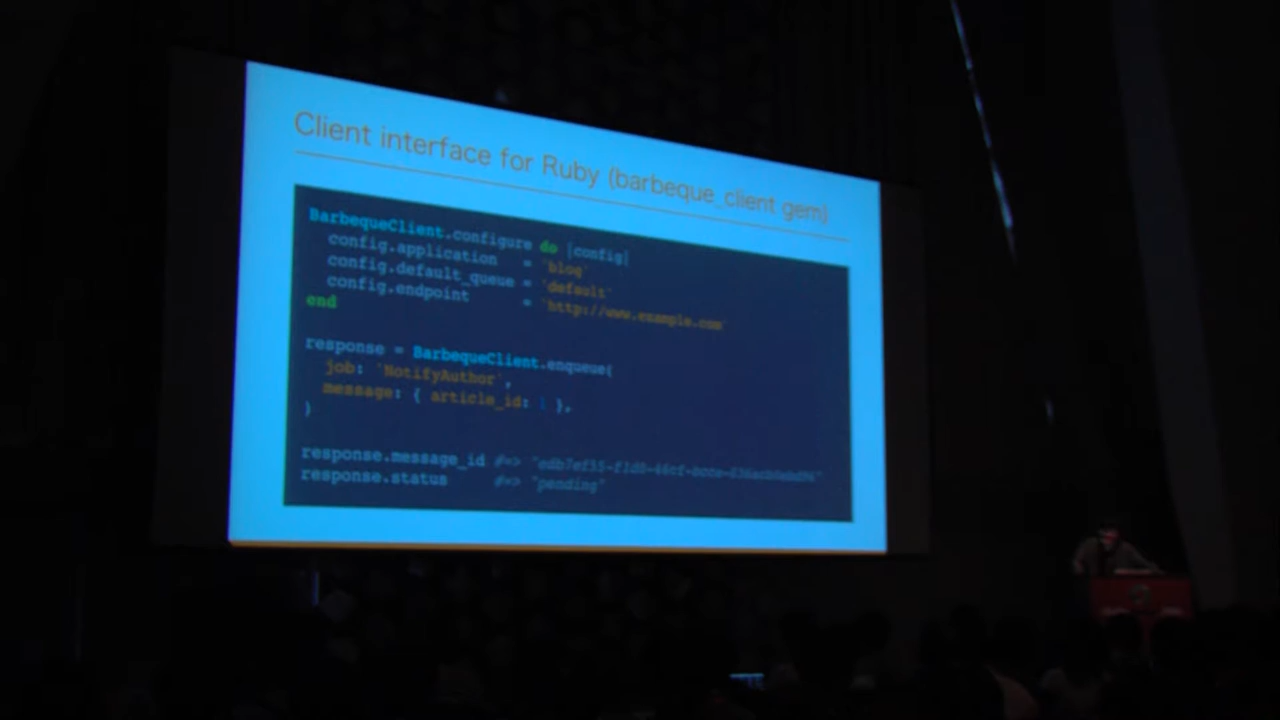 Client interface for Ruby (barbeque_client gem)
BarbequeClient.configure do |config|
config.application = 'blog'
config.default_queue = 'default'
config.endpoint = 'http://www.example.com'
end
response = BarbequeClient.enqueue(
job: 'NotifyAuthor',
message: { article_id: 1 },
)
response.message_id #=>
response.status #=> "pending"